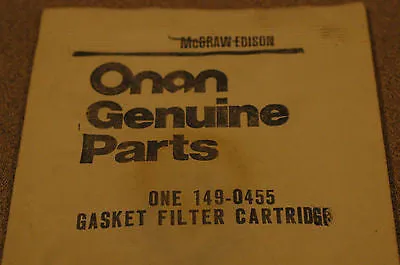 McGRAW-EDISON
Onan
Genuine
Parts
ONE 149-0455
GASKET FILTER CARTRIDGE